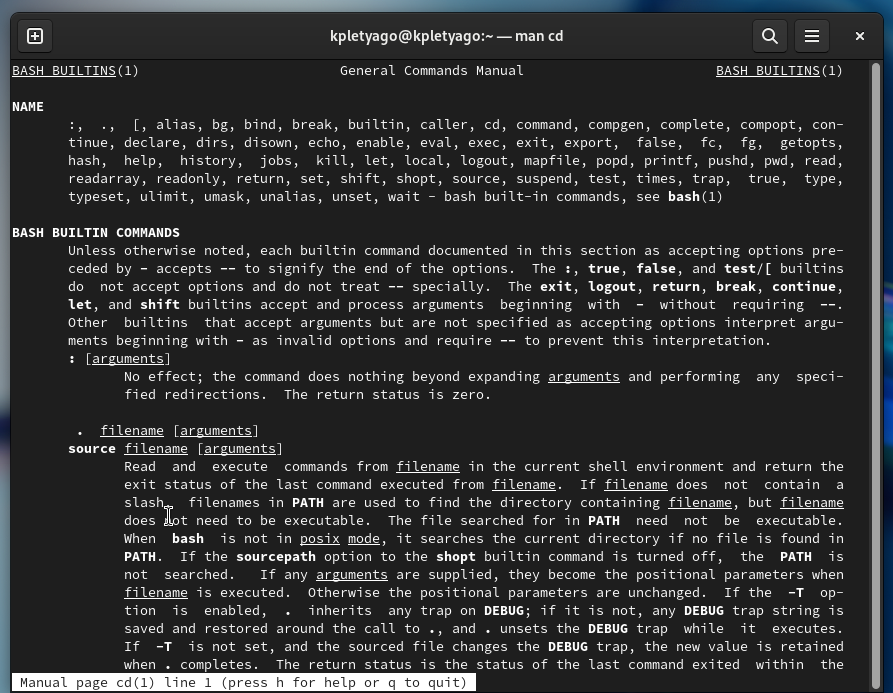 kpletyago@kpletyago:~ — man cd
BASH BUILTINS(1) General Commands Manual BASH BUILTINS(1)
NAME
:, ., [, alias, bg, bind, break, builtin, caller, cd, command, compgen, complete, compopt, con‐
tinue, declare, dirs, disown, echo, enable, eval, exec, exit, export, false, fc, fg, getopts,
hash, help, history, jobs, kill, let, local, logout, mapfile, popd, printf, pushd, pwd, read,
readarray, readonly, return, set, shift, shopt, source, suspend, test, times, trap, true, type,
typeset, ulimit, umask, unalias, unset, wait - bash built-in commands, see bash(1)
BASH BUILTIN COMMANDS
Unless otherwise noted, each builtin command documented in this section as accepting options pre‐
ceded by - accepts -- to signify the end of the options. The :, true, false, and test/[ builtins
do not accept options and do not treat -- specially. The exit, logout, return, break, continue,
let, and shift builtins accept and process arguments beginning with - without requiring --.
Other builtins that accept arguments but are not specified as accepting options interpret argu‐
ments beginning with - as invalid options and require -- to prevent this interpretation.
: [arguments]
No effect; the command does nothing beyond expanding arguments and performing any speci‐
fied redirections. The return status is zero.
. filename [arguments]
source filename [arguments]
Read and execute commands from filename in the current shell environment and return the
exit status of the last command executed from filename. If filename does not contain a
slash, filenames in PATH are used to find the directory containing filename, but filename
does not need to be executable. The file searched for in PATH need not be executable.
When bash is not in posix mode, it searches the current directory if no file is found in
PATH. If the sourcepath option to the shopt builtin command is turned off, the PATH is
not searched. If any arguments are supplied, they become the positional parameters when
filename is executed. Otherwise the positional parameters are unchanged. If the -T op‐
tion is enabled, . inherits any trap on DEBUG; if it is not, any DEBUG trap string is
saved and restored around the call to ., and . unsets the DEBUG trap while it executes.
If -T is not set, and the sourced file changes the DEBUG trap, the new value is retained
when . completes. The return status is the status of the last command exited within the
Manual page cd(1) line 1 (press h for help or q to quit)